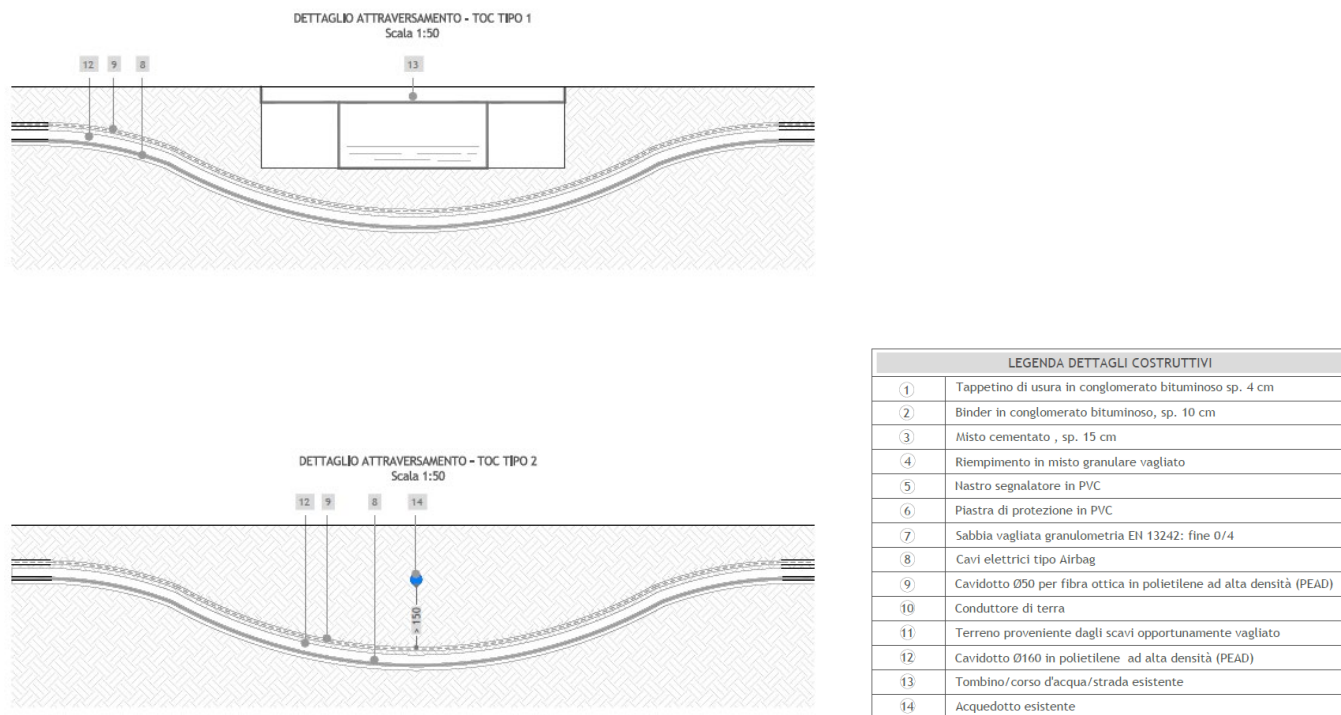 DETTAGLIO ATTRAVERSAMENTO - TOC TIPO 1
Scala 1:50
12 9 8 13
DETTAGLIO ATTRAVERSAMENTO - TOC TIPO 2
Scala 1:50
12 9 8 14
> 150
LEGENDA DETTAGLI COSTRUTTIVI
1 Tappetino di usura in conglomerato bituminoso sp. 4 cm
2 Binder in conglomerato bituminoso, sp. 10 cm
3 Misto cementato , sp. 15 cm
4 Riempimento in misto granulare vagliato
5 Nastro segnalatore in PVC
6 Piastra di protezione in PVC
7 Sabbia vagliata granulometria EN 13242: fine 0/4
8 Cavi elettrici tipo Airbag
9 Cavidotto Ø50 per fibra ottica in polietilene ad alta densità (PEAD)
10 Conduttore di terra
11 Terreno proveniente dagli scavi opportunamente vagliato
12 Cavidotto Ø160 in polietilene ad alta densità (PEAD)
13 Tombino/corso d'acqua/strada esistente
14 Acquedotto esistente